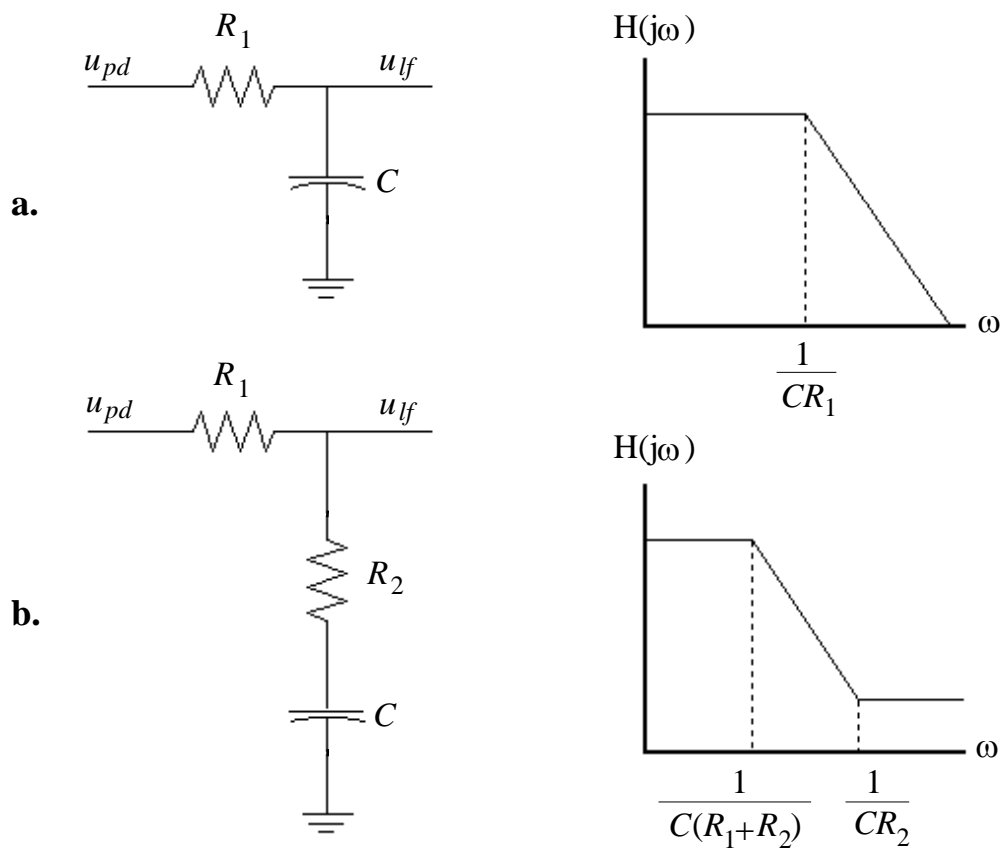 R1
H(jω)
upd
ulf
C
a.
ω
1
CR1
R1
upd
ulf
H(jω)
R2
b.
C
ω
1
C(R1+R2)
1
CR2